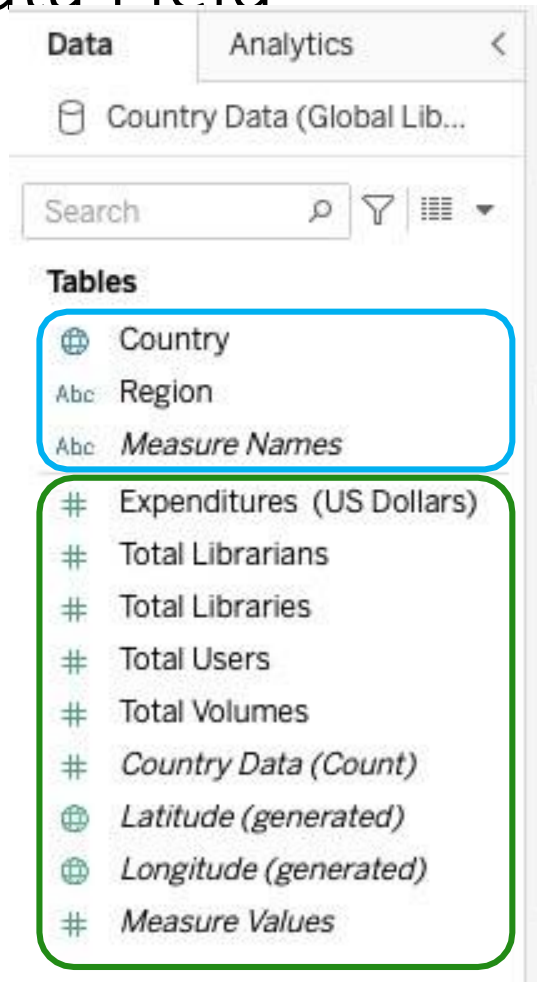 Data Analytics
Country Data (Global Lib...
Search
Tables
Country
Abc Region
Abc Measure Names
# Expenditures (US Dollars)
# Total Librarians
# Total Libraries
# Total Users
# Total Volumes
# Country Data (Count)
Latitude (generated)
Longitude (generated)
# Measure Values